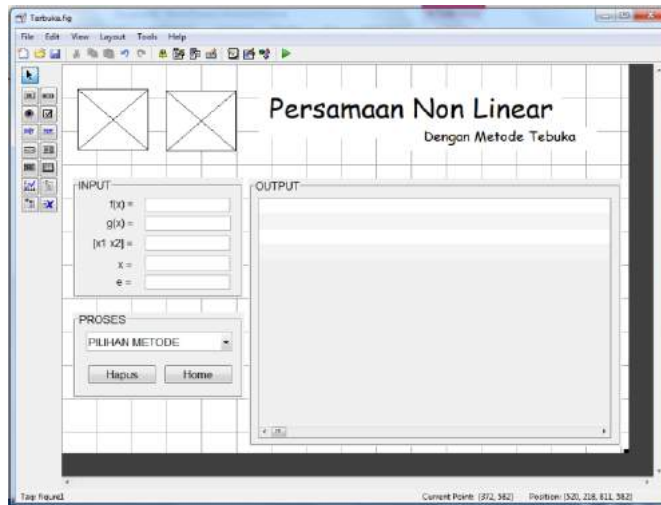 Terbuka.fig
File Edit View Layout Tools Help
Persamaan Non Linear
Dengan Metode Tebuka
INPUT
f(x) =
g(x) =
[x1 x2] =
x =
e =
PROSES
PILIHAN METODE
Hapus Home
OUTPUT
Tag: figure1
Current Point: [372, 582] Position: [520, 218, 811, 582]